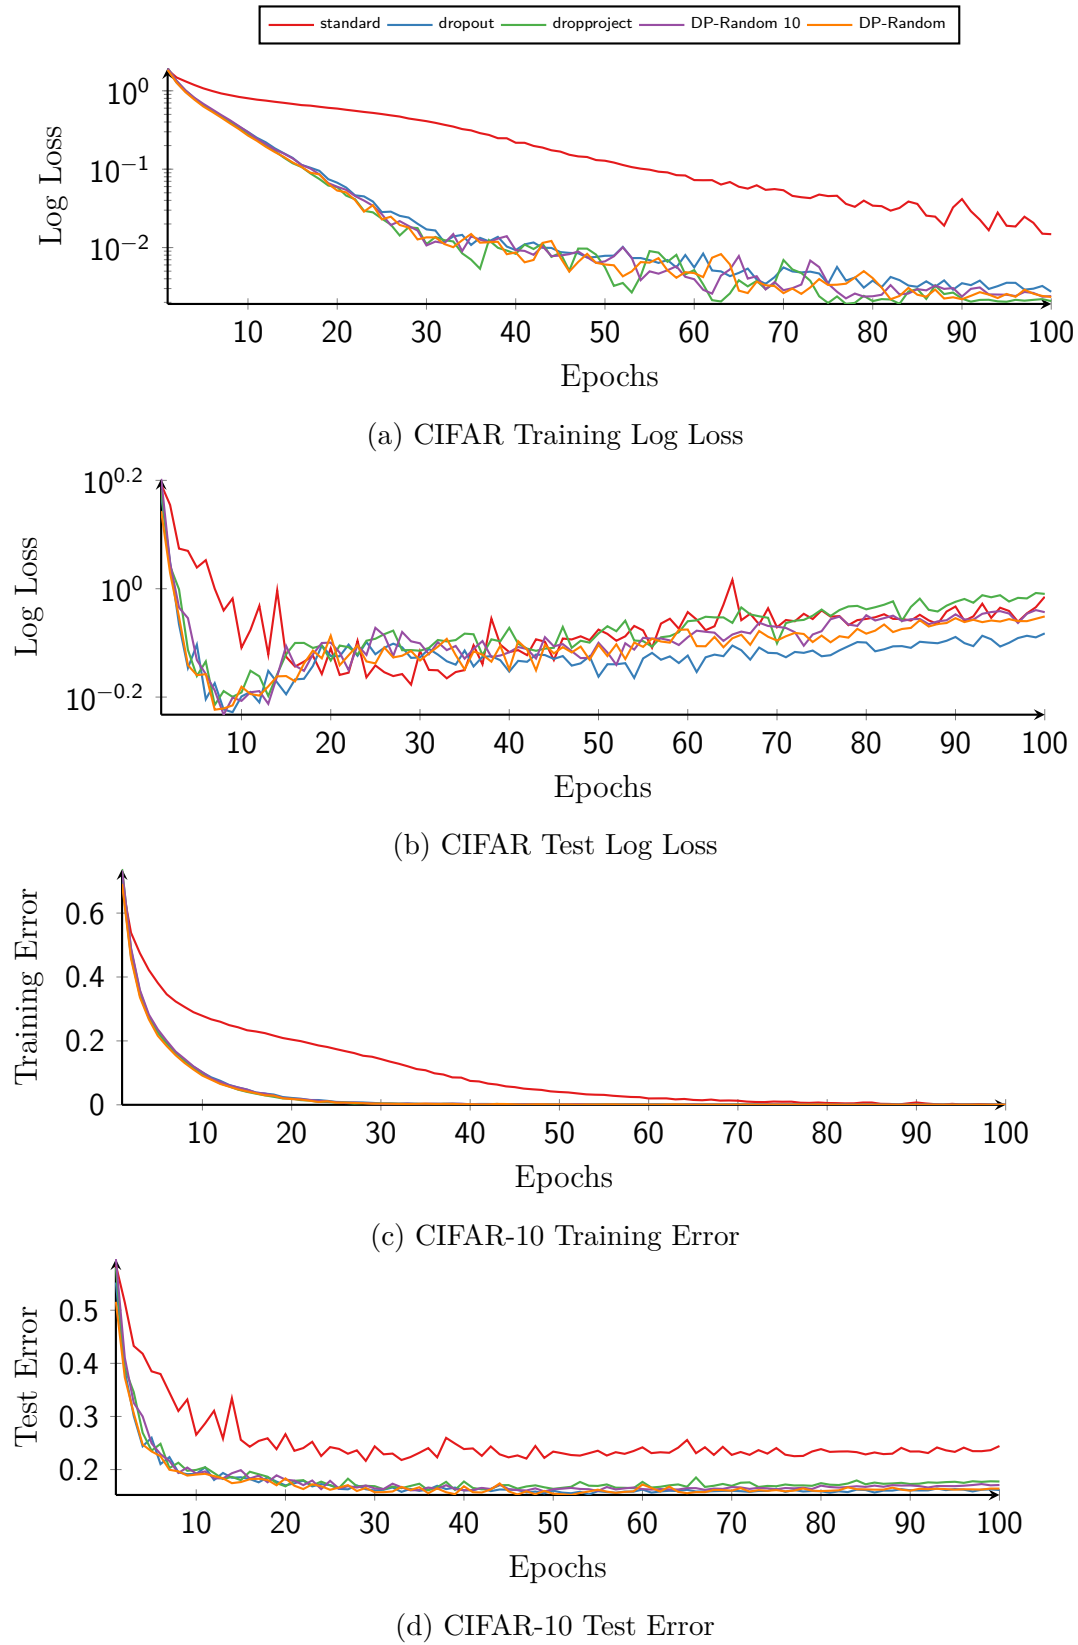 standard dropout dropproject DP-Random 10 DP-Random
10^0
10^−1
10^−2
Log Loss
10 20 30 40 50 60 70 80 90 100
Epochs
(a) CIFAR Training Log Loss
10^0.2
10^0
10^−0.2
Log Loss
10 20 30 40 50 60 70 80 90 100
Epochs
(b) CIFAR Test Log Loss
0.6
0.4
0.2
0
Training Error
10 20 30 40 50 60 70 80 90 100
Epochs
(c) CIFAR-10 Training Error
0.5
0.4
0.3
0.2
Test Error
10 20 30 40 50 60 70 80 90 100
Epochs
(d) CIFAR-10 Test Error